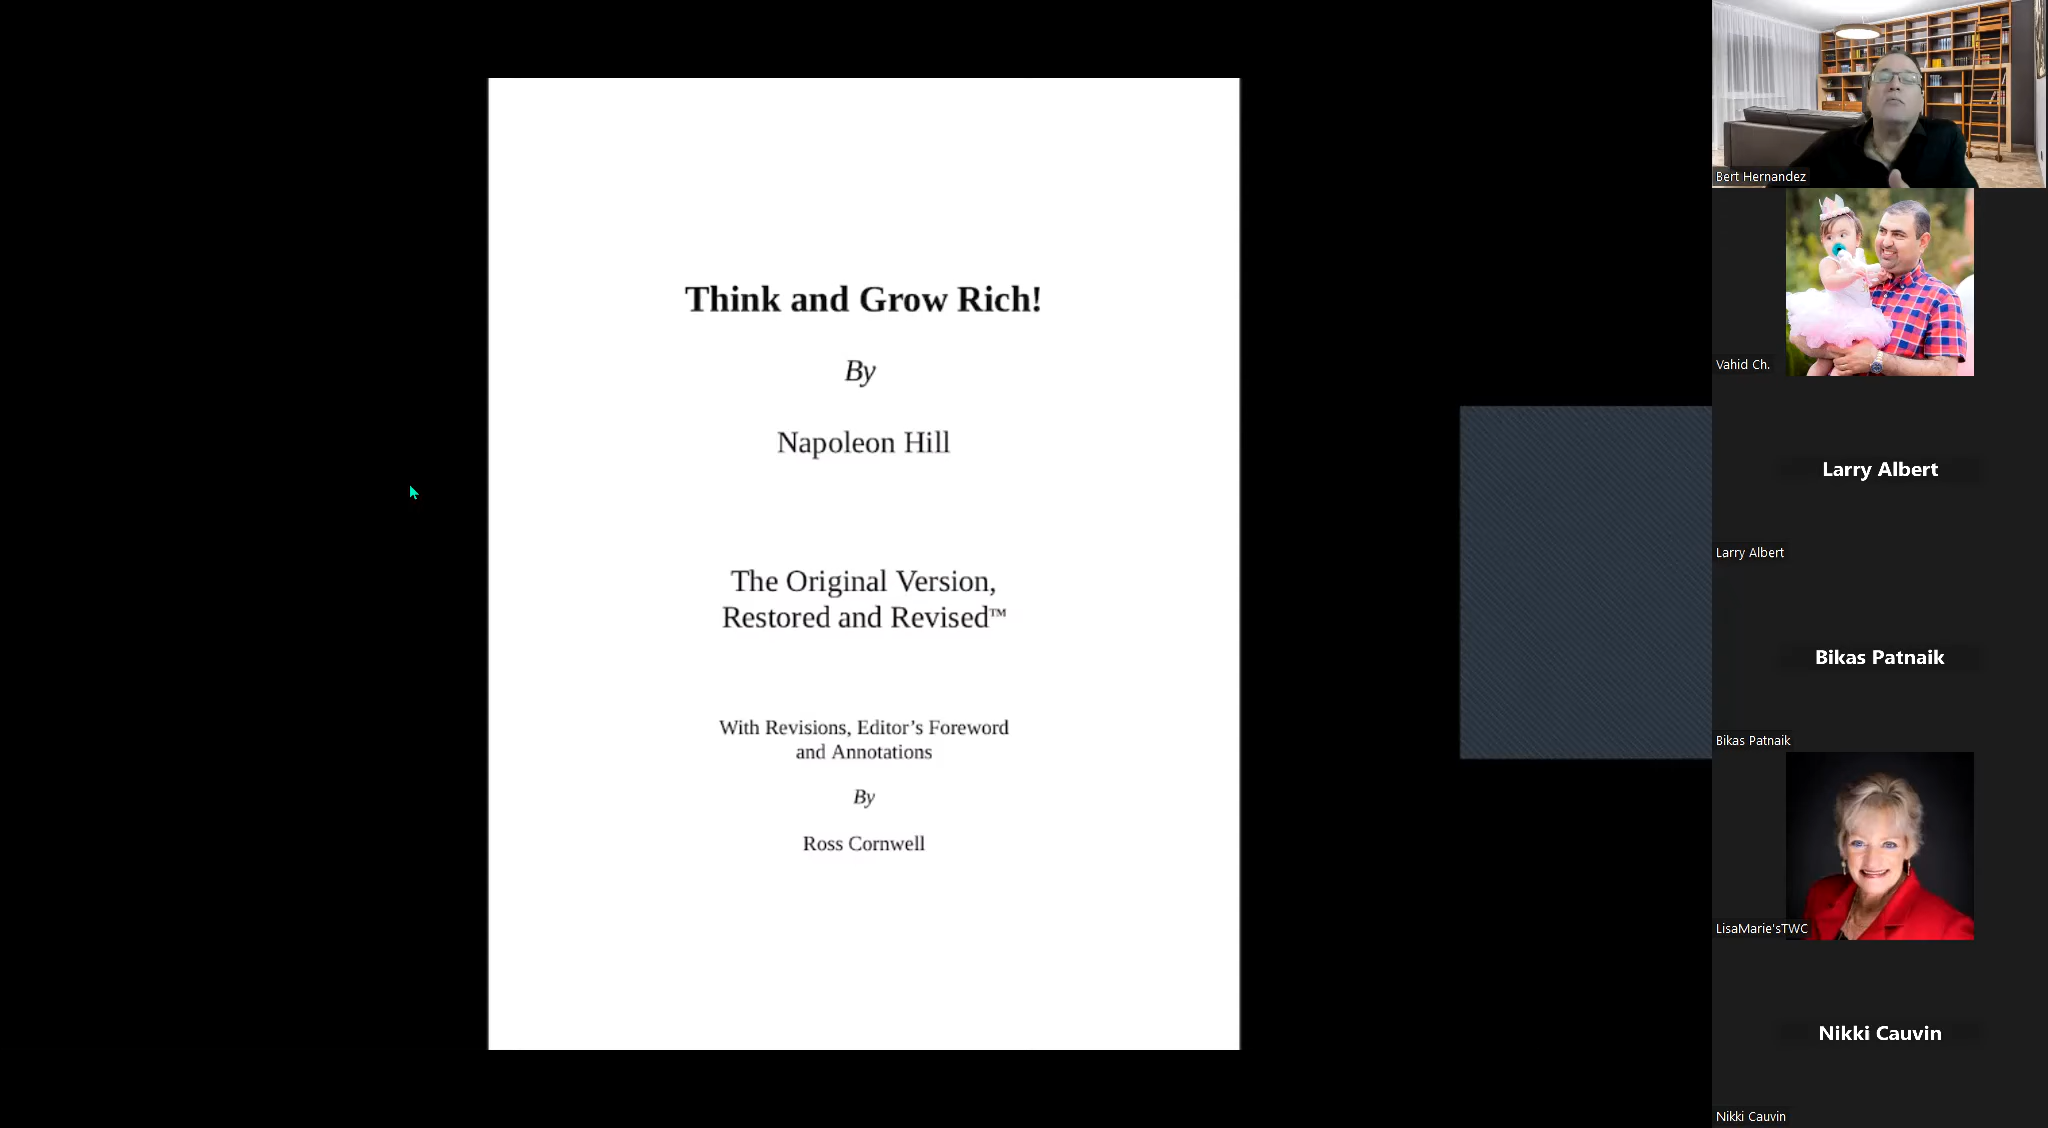 Think and Grow Rich!
By
Napoleon Hill
The Original Version,
Restored and Revised™
With Revisions, Editor’s Foreword
and Annotations
By
Ross Cornwell
Bert Hernandez
Vahid Ch.
Larry Albert
Larry Albert
Bikas Patnaik
Bikas Patnaik
LisaMarie'sTWC
Nikki Cauvin
Nikki Cauvin